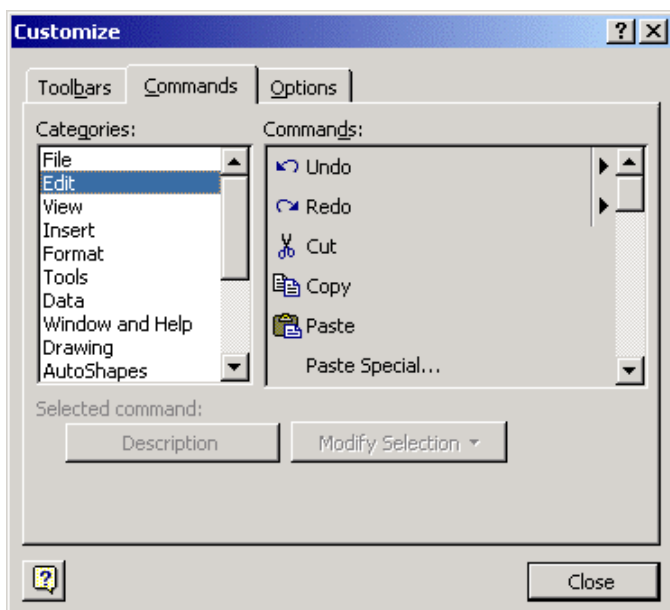 Customize
Toolbars Commands Options
Categories: Commands:
File
Edit
View
Insert
Format
Tools
Data
Window and Help
Drawing
AutoShapes
Undo
Redo
Cut
Copy
Paste
Paste Special...
Selected command:
Description Modify Selection
Close